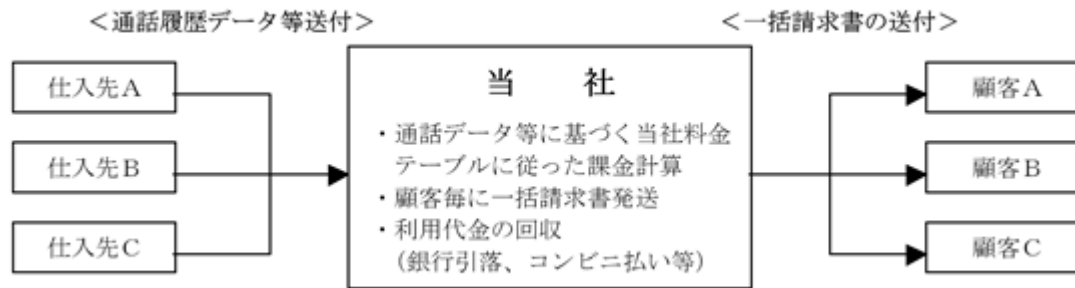 ＜通話履歴データ等送付＞
＜一括請求書の送付＞
仕入先A
仕入先B
仕入先C
当　　社
・通話データ等に基づく当社料金
テーブルに従った課金計算
・顧客毎に一括請求書発送
・利用代金の回収
（銀行引落、コンビニ払い等）
顧客A
顧客B
顧客C